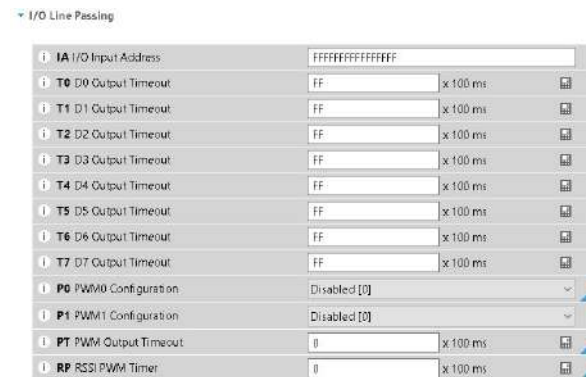 I/O Line Passing
i IA I/O Input Address FFFFFFFFFFFFFFFF
i T0 D0 Output Timeout FF x 100 ms
i T1 D1 Output Timeout FF x 100 ms
i T2 D2 Output Timeout FF x 100 ms
i T3 D3 Output Timeout FF x 100 ms
i T4 D4 Output Timeout FF x 100 ms
i T5 D5 Output Timeout FF x 100 ms
i T6 D6 Output Timeout FF x 100 ms
i T7 D7 Output Timeout FF x 100 ms
i P0 PWM0 Configuration Disabled [0]
i P1 PWM1 Configuration Disabled [0]
i PT PWM Output Timeout 0 x 100 ms
i RP RSSI PWM Timer 0 x 100 ms